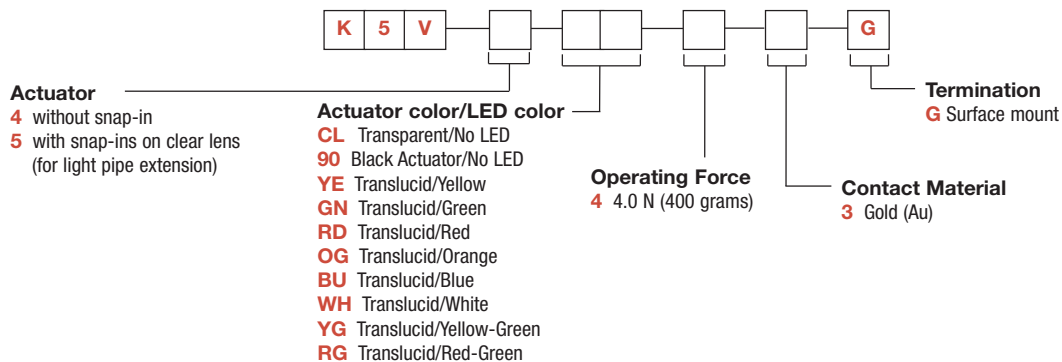 K 5 V G
Actuator
4 without snap-in
5 with snap-ins on clear lens
(for light pipe extension)
Actuator color/LED color
CL Transparent/No LED
90 Black Actuator/No LED
YE Translucid/Yellow
GN Translucid/Green
RD Translucid/Red
OG Translucid/Orange
BU Translucid/Blue
WH Translucid/White
YG Translucid/Yellow-Green
RG Translucid/Red-Green
Operating Force
4 4.0 N (400 grams)
Contact Material
3 Gold (Au)
Termination
G Surface mount